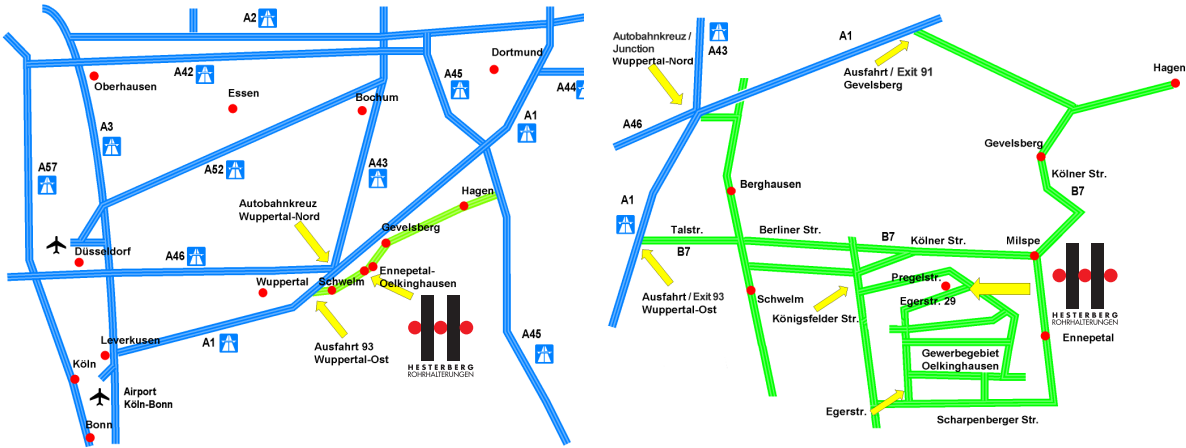 A2
Dortmund
A42
Oberhausen
A45
A44
Essen
Bochum
A3
A1
A57
A52
A43
Autobahnkreuz
Wuppertal-Nord
Hagen
Gevelsberg
Düsseldorf
A46
Ennepetal-
Oelkinghausen
Wuppertal
Schwelm
HESTERBERG
ROHRHALTERUNGEN
Ausfahrt 93
Wuppertal-Ost
A1
Leverkusen
A45
Köln
Airport
Köln-Bonn
Bonn
Autobahnkreuz /
Junction
Wuppertal-Nord
A43
A1
Ausfahrt / Exit 91
Gevelsberg
Hagen
A46
Gevelsberg
Kölner Str.
Berghausen
B7
A1
Talstr.
B7
Berliner Str.
B7
Kölner Str.
Milspe
Ausfahrt / Exit 93
Wuppertal-Ost
Schwelm
Pregelstr.
Egerstr. 29
Königsfelder Str.
HESTERBERG
ROHRHALTERUNGEN
Ennepetal
Gewerbegebiet
Oelkinghausen
Egerstr.
Scharpenberger Str.